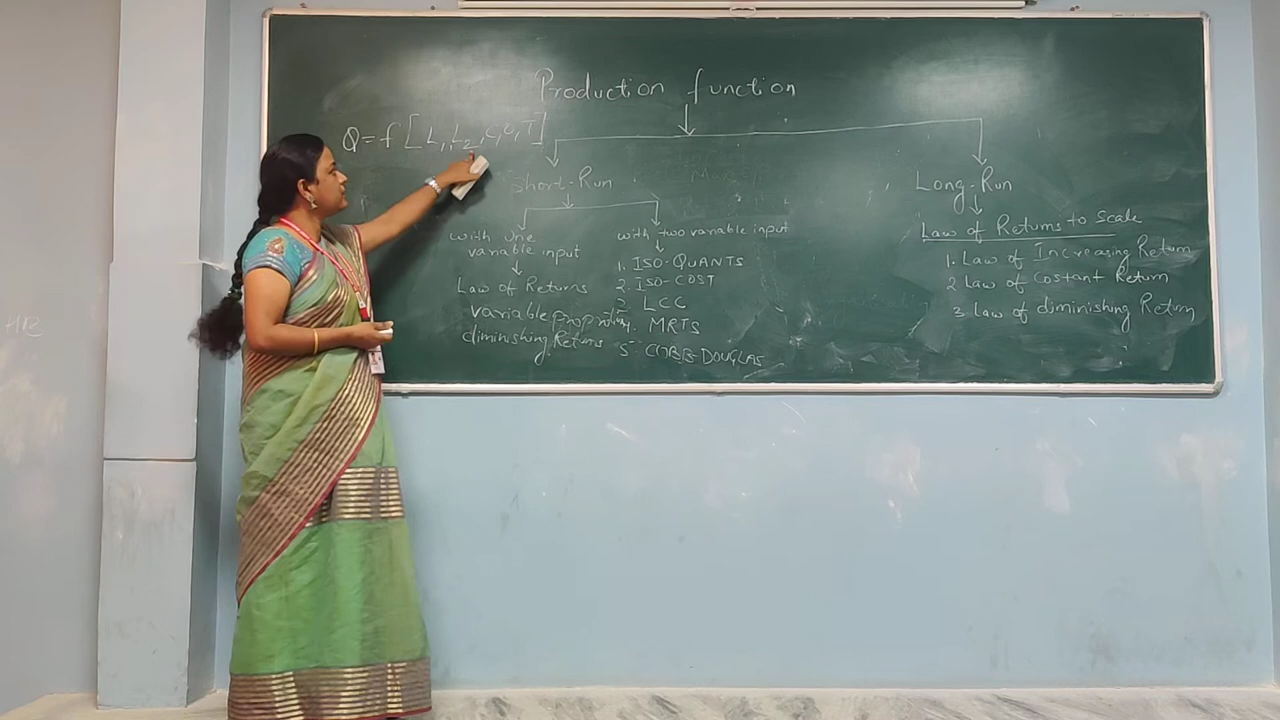 Production function
Q = f [L1, L2, C, O, T]
Short-Run
Long-Run
with one
variable input
Law of Returns
variable proportion
diminishing Returns
with two variable input
1. ISO-QUANTS
2. ISO-COST
3. LCC
4. MRTS
5. COBB-DOUGLAS
Law of Returns to Scale
1. Law of Increasing Return
2 Law of Costant Return
3. Law of diminishing Return